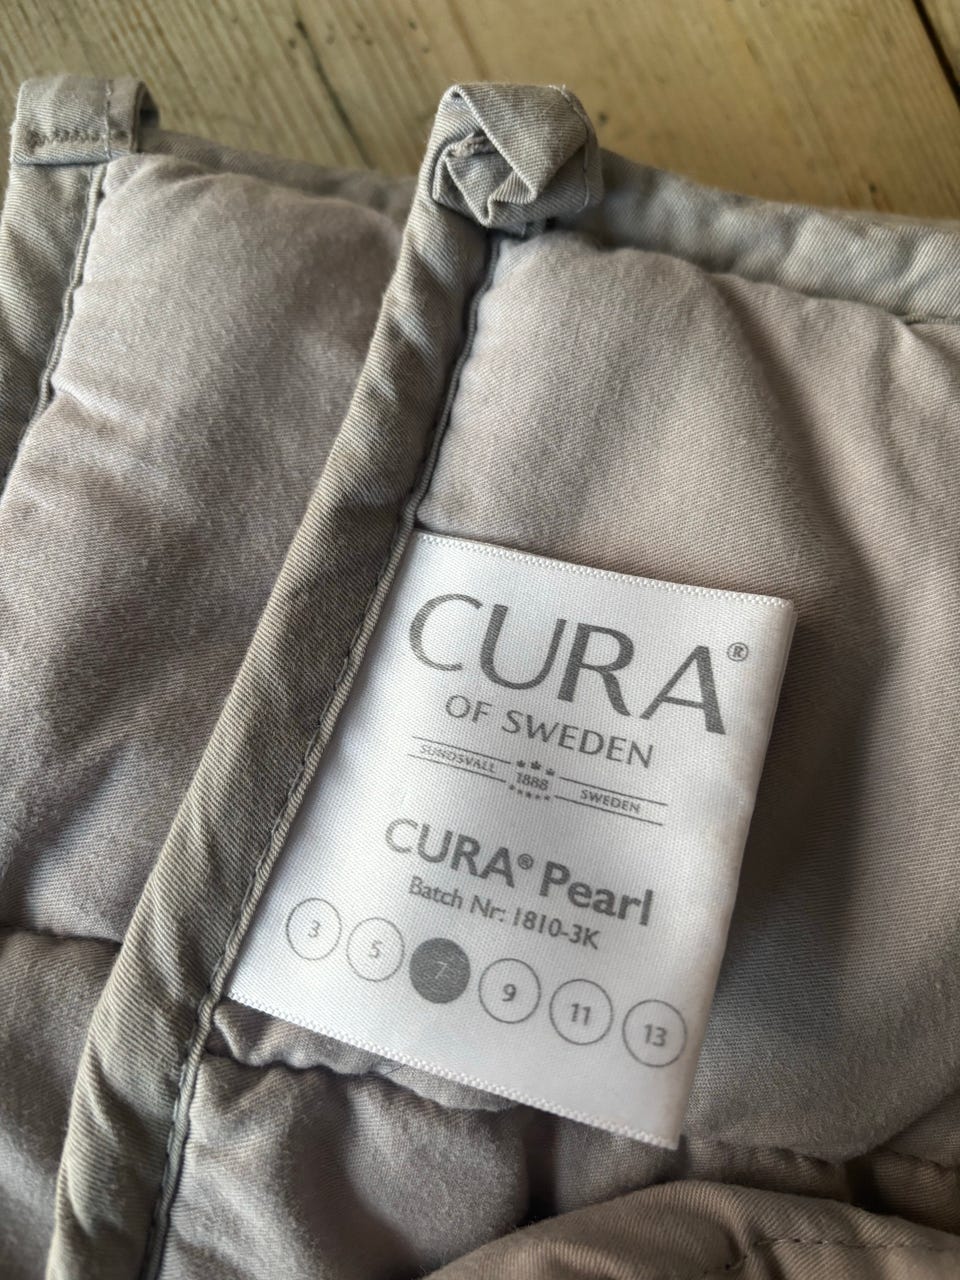 CURA®
OF SWEDEN
SUNDSVALL 1888 SWEDEN
CURA® Pearl
Batch Nr: 1810-3K
3 5 7 9 11 13